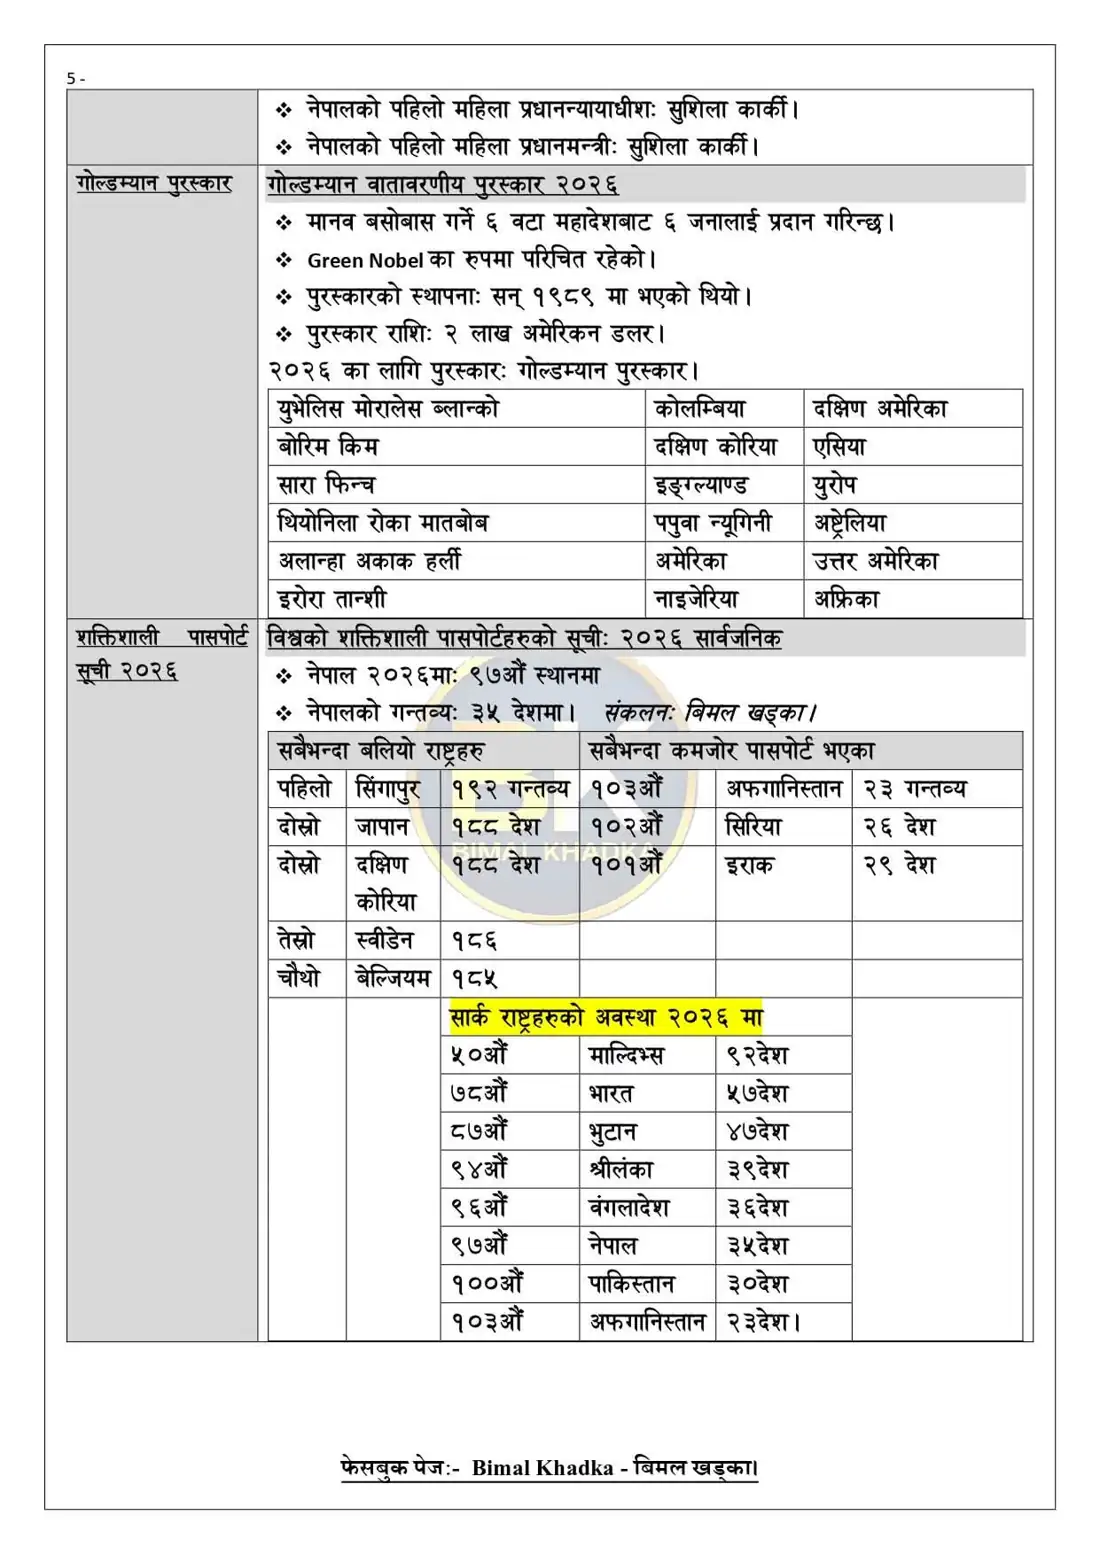 5 -
❖ नेपालको पहिलो महिला प्रधानन्यायाधीशः सुशिला कार्की।
❖ नेपालको पहिलो महिला प्रधानमन्त्रीः सुशिला कार्की।
गोल्डम्यान पुरस्कार
गोल्डम्यान वातावरणीय पुरस्कार २०२६
❖ मानव बसोबास गर्ने ६ वटा महादेशबाट ६ जनालाई प्रदान गरिन्छ।
❖ Green Nobel का रुपमा परिचित रहेको।
❖ पुरस्कारको स्थापनाः सन् १९८९ मा भएको थियो।
❖ पुरस्कार राशिः २ लाख अमेरिकन डलर।
२०२६ का लागि पुरस्कारः गोल्डम्यान पुरस्कार।
युभेलिस मोरालेस ब्लान्को कोलम्बिया दक्षिण अमेरिका
बोरिम किम दक्षिण कोरिया एसिया
सारा फिन्च इङ्ग्ल्याण्ड युरोप
थियोनिला रोका मातबोब पपुवा न्यूगिनी अष्ट्रेलिया
अलान्हा अकाक हर्ली अमेरिका उत्तर अमेरिका
इरोरा तान्शी नाइजेरिया अफ्रिका
शक्तिशाली पासपोर्ट
सूची २०२६
विश्वको शक्तिशाली पासपोर्टहरुको सूचीः २०२६ सार्वजनिक
❖ नेपाल २०२६माः ९७औं स्थानमा
❖ नेपालको गन्तव्यः ३५ देशमा। संकलनः बिमल खड्का।
सबैभन्दा बलियो राष्ट्रहरु सबैभन्दा कमजोर पासपोर्ट भएका
पहिलो सिंगापुर १९२ गन्तव्य १०३औं अफगानिस्तान २३ गन्तव्य
दोस्रो जापान १८८ देश १०२औं सिरिया २६ देश
दोस्रो दक्षिण कोरिया १८८ देश १०१औं इराक २९ देश
तेस्रो स्वीडेन १८६
चौथो बेल्जियम १८५
सार्क राष्ट्रहरुको अवस्था २०२६ मा
५०औं माल्दिभ्स ९२देश
७८औं भारत ५७देश
८७औं भुटान ४७देश
९४औं श्रीलंका ३९देश
९६औं वंगलादेश ३६देश
९७औं नेपाल ३५देश
१००औं पाकिस्तान ३०देश
१०३औं अफगानिस्तान २३देश।
BK
BIMAL KHADKA
फेसबुक पेजः- Bimal Khadka - बिमल खड्का।